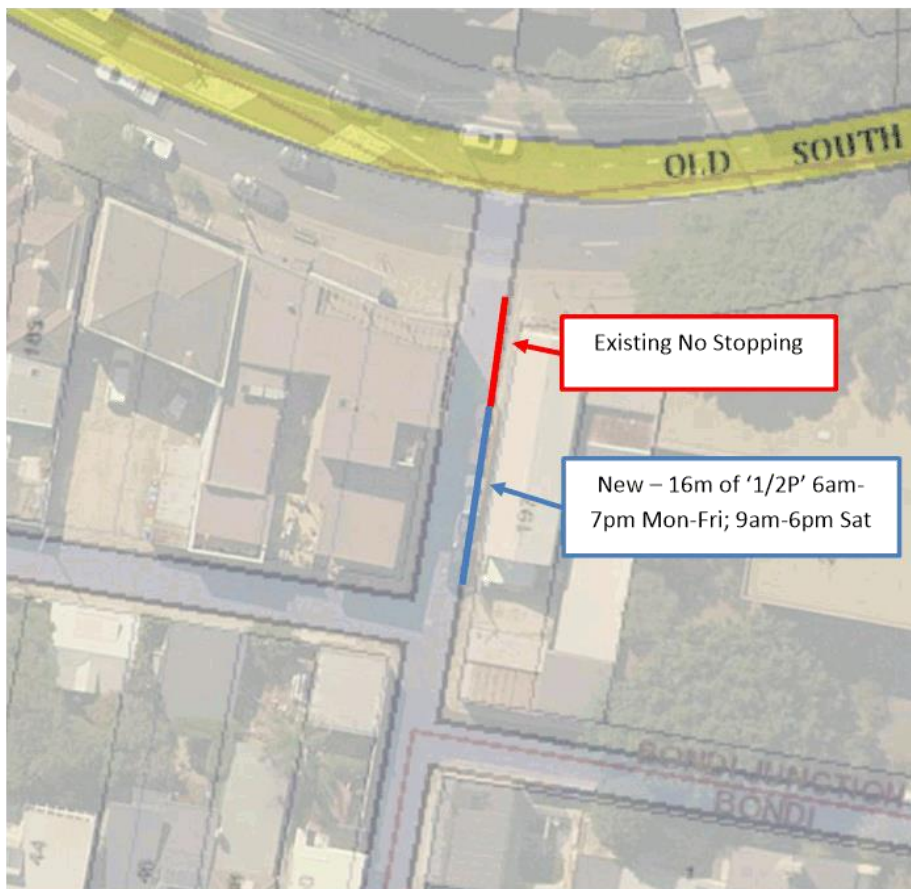 OLD SOUTH
Existing No Stopping
New – 16m of ‘1/2P’ 6am-
7pm Mon-Fri; 9am-6pm Sat
BONDI JUNCTION
BONDI
44